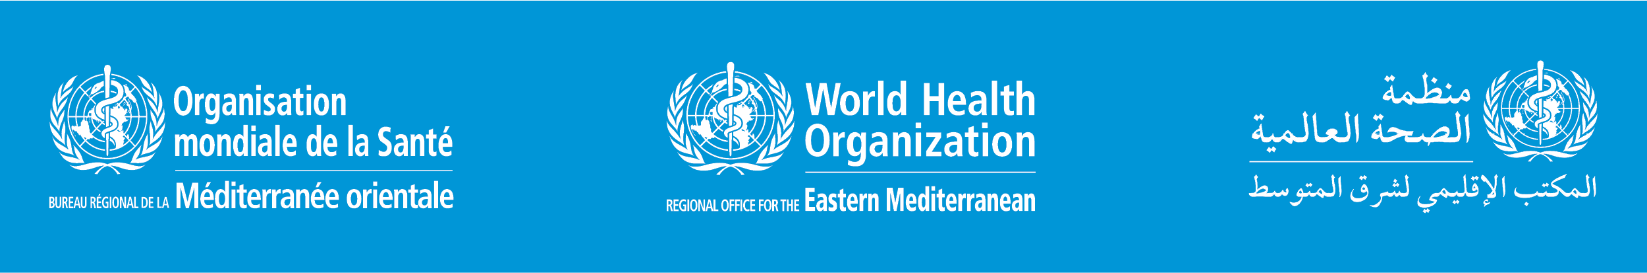 Organisation
mondiale de la Santé
BUREAU RÉGIONAL DE LA Méditerranée orientale
World Health
Organization
REGIONAL OFFICE FOR THE Eastern Mediterranean
منظمة
الصحة العالمية
المكتب الإقليمي لشرق المتوسط